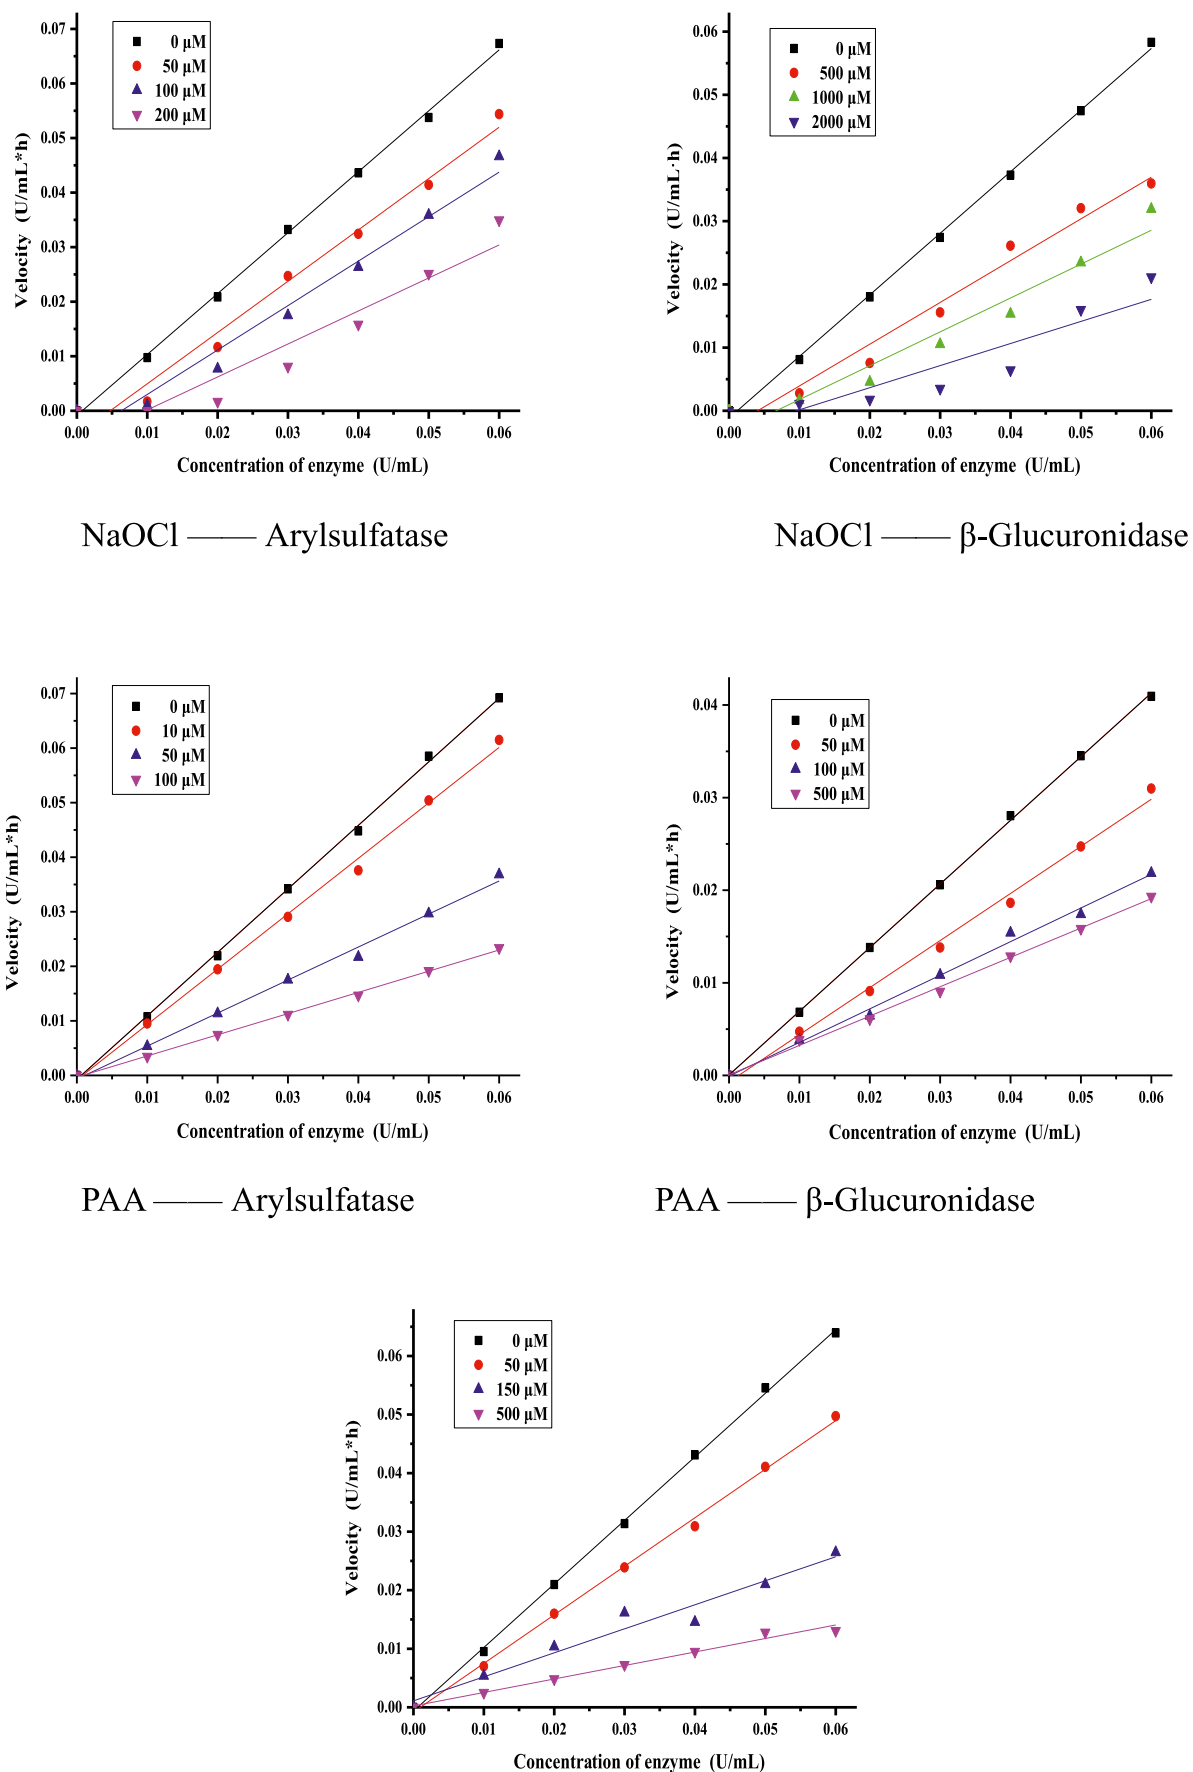 0 μM
50 μM
100 μM
200 μM
Velocity (U/mL*h)
0.07
0.06
0.05
0.04
0.03
0.02
0.01
0.00
0.00 0.01 0.02 0.03 0.04 0.05 0.06
Concentration of enzyme (U/mL)
NaOCl —— Arylsulfatase
0 μM
500 μM
1000 μM
2000 μM
Velocity (U/mL·h)
0.06
0.05
0.04
0.03
0.02
0.01
0.00
0.00 0.01 0.02 0.03 0.04 0.05 0.06
Concentration of enzyme (U/mL)
NaOCl —— β-Glucuronidase
0 μM
10 μM
50 μM
100 μM
Velocity (U/mL*h)
0.07
0.06
0.05
0.04
0.03
0.02
0.01
0.00
0.00 0.01 0.02 0.03 0.04 0.05 0.06
Concentration of enzyme (U/mL)
PAA —— Arylsulfatase
0 μM
50 μM
100 μM
500 μM
Velocity (U/mL*h)
0.04
0.03
0.02
0.01
0.00
0.00 0.01 0.02 0.03 0.04 0.05 0.06
Concentration of enzyme (U/mL)
PAA —— β-Glucuronidase
0 μM
50 μM
150 μM
500 μM
Velocity (U/mL*h)
0.06
0.05
0.04
0.03
0.02
0.01
0.00
0.00 0.01 0.02 0.03 0.04 0.05 0.06
Concentration of enzyme (U/mL)